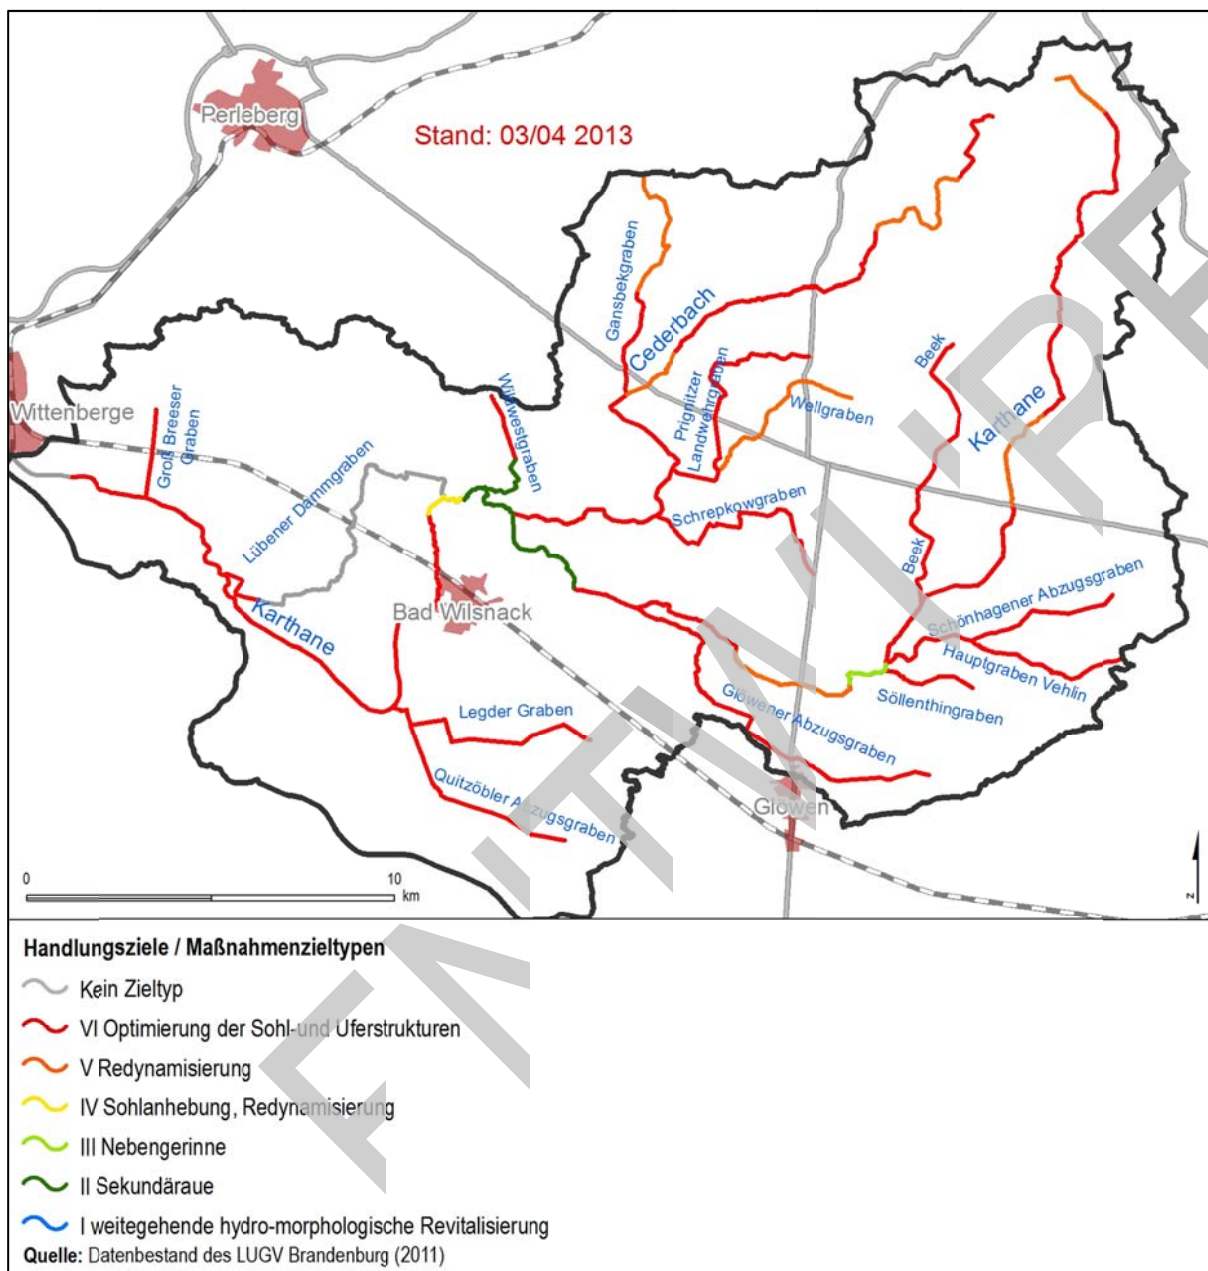 Perleberg
Stand: 03/04 2013
Gansbekgraben
Cederbach
Prignitzer
Landwehrgraben
Wellgraben
Beek
Karthane
Wittenberge
Groß Breeser
Graben
Wildwestgraben
Lübener Dammgraben
Schrepkowgraben
Beek
Schönhagener Abzugsgraben
Bad Wilsnack
Karthane
Hauptgraben Vehlin
Söllenthingraben
Glöwener Abzugsgraben
Legder Graben
Quitzöbler Abzugsgraben
Glöwen
0 10
km
N
Handlungsziele / Maßnahmenzieltypen
Kein Zieltyp
VI Optimierung der Sohl-und Uferstrukturen
V Redynamisierung
IV Sohlanhebung, Redynamisierung
III Nebengerinne
II Sekundäraue
I weitegehende hydro-morphologische Revitalisierung
Quelle: Datenbestand des LUGV Brandenburg (2011)